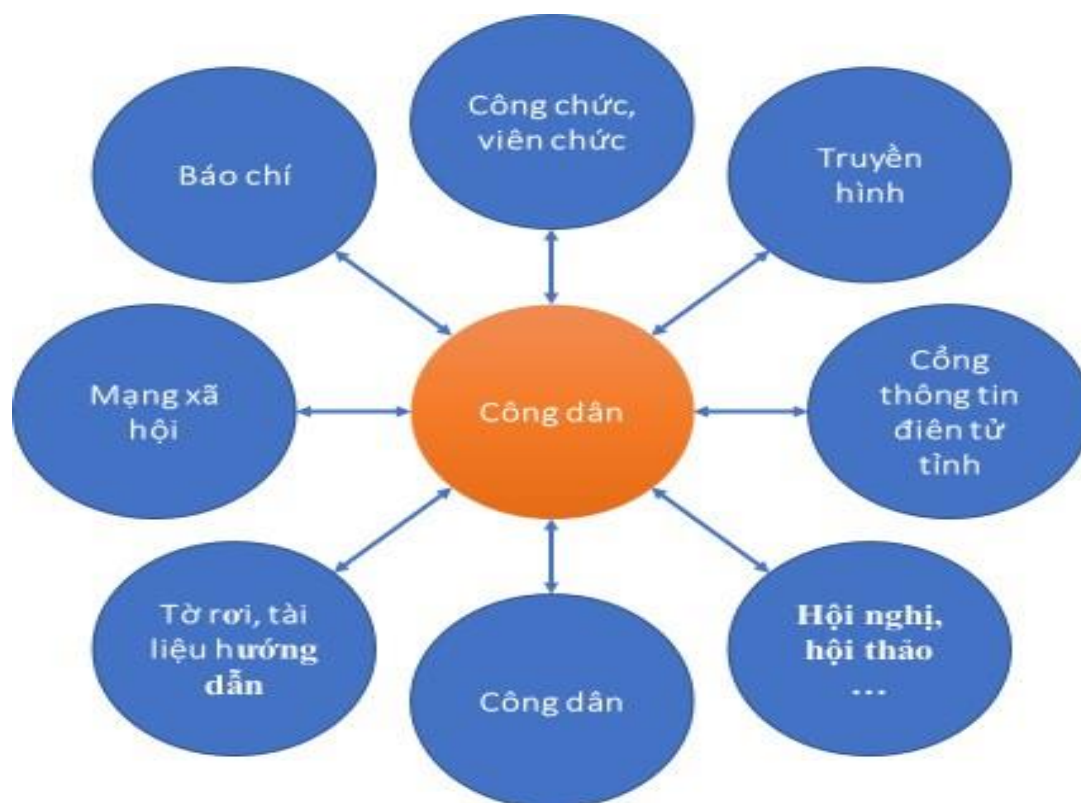 Công chức,
viên chức
Báo chí
Truyền
hình
Mạng xã
hội
Công dân
Cổng
thông tin
điên tử
tỉnh
Tờ rơi, tài
liệu hướng
dẫn
Công dân
Hội nghị,
hội thảo
...